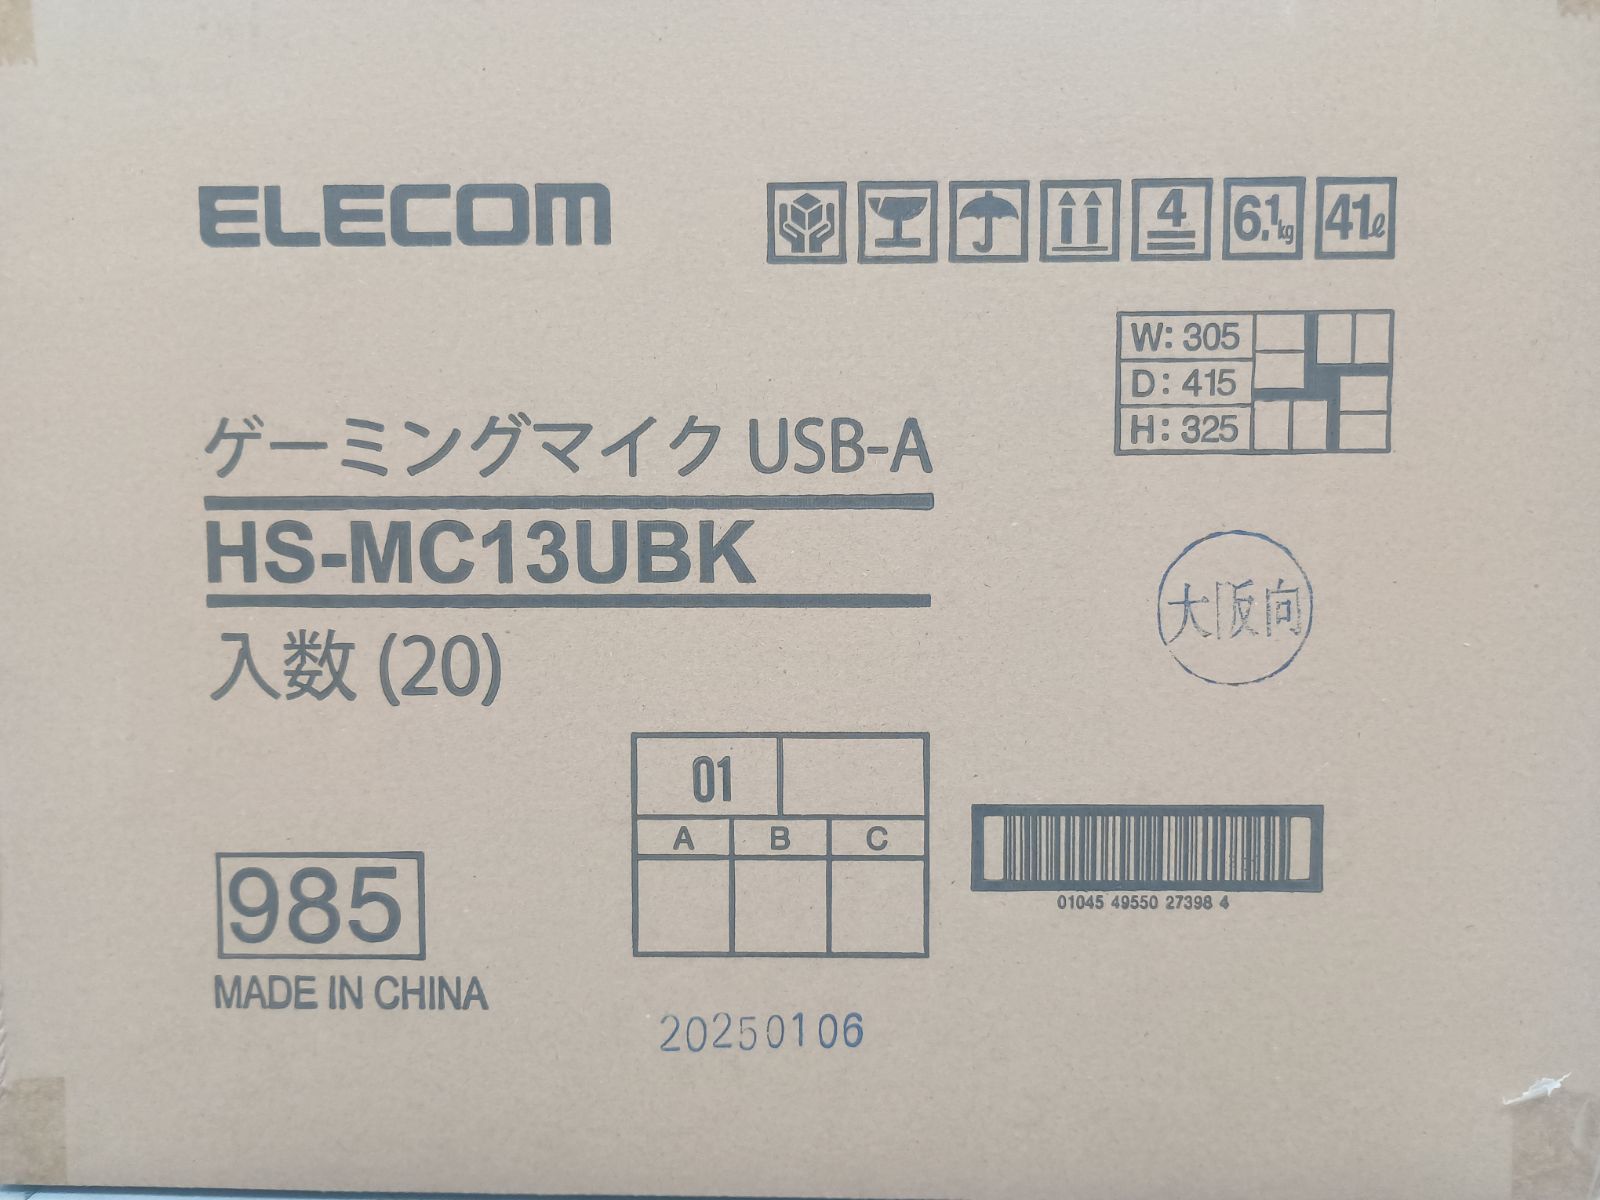 ELECOM
4 6.1kg 41ℓ
W: 305
D: 415
H: 325
ゲーミングマイク USB-A
HS-MC13UBK
入数 (20)
大阪向
01
A B C
01045 49550 27398 4
985
MADE IN CHINA
20250106